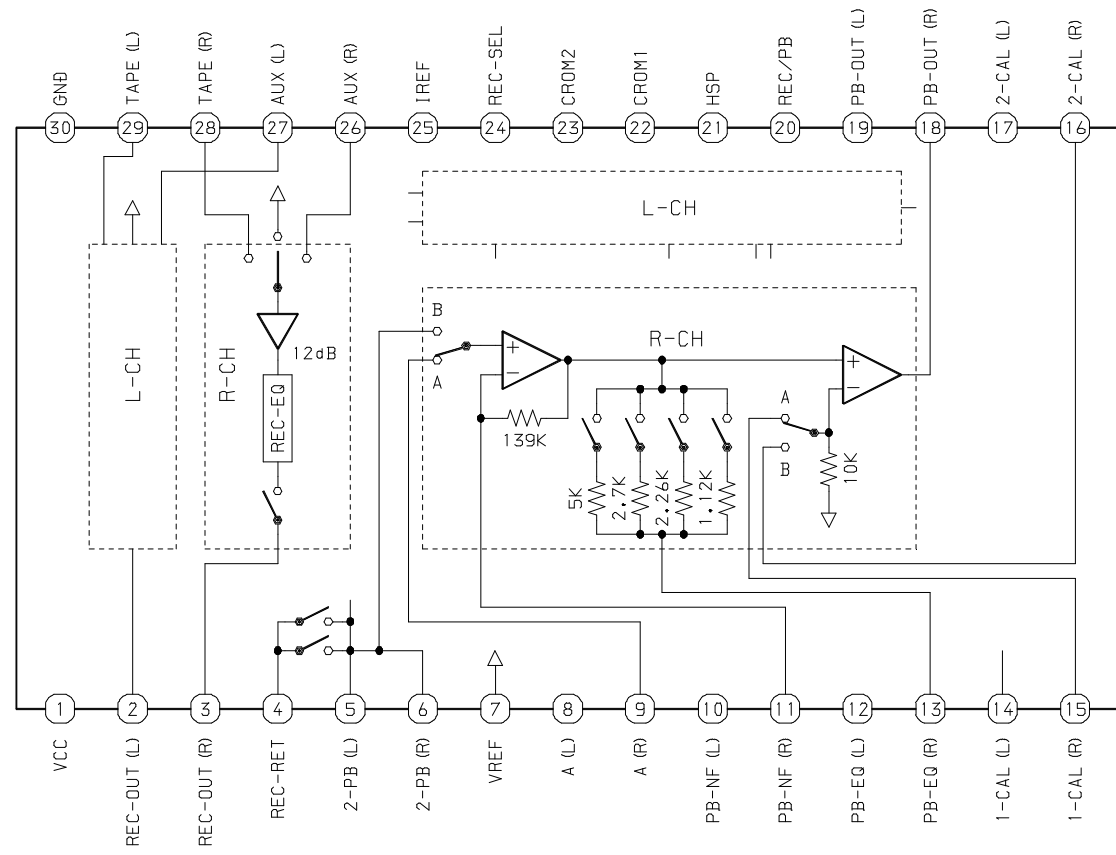 GND
TAPE (L)
TAPE (R)
AUX (L)
AUX (R)
IREF
REC-SEL
CROM2
CROM1
HSP
REC/PB
PB-OUT (L)
PB-OUT (R)
2-CAL (L)
2-CAL (R)
30 29 28 27 26 25 24 23 22 21 20 19 18 17 16
L-CH
L-CH
R-CH
12dB
REC-EQ
B
A
+
−
R-CH
139K
5K
2.7K
2.26K
1.12K
A
B
+
−
10K
1 2 3 4 5 6 7 8 9 10 11 12 13 14 15
VCC
REC-OUT (L)
REC-OUT (R)
REC-RET
2-PB (L)
2-PB (R)
VREF
A (L)
A (R)
PB-NF (L)
PB-NF (R)
PB-EQ (L)
PB-EQ (R)
1-CAL (L)
1-CAL (R)